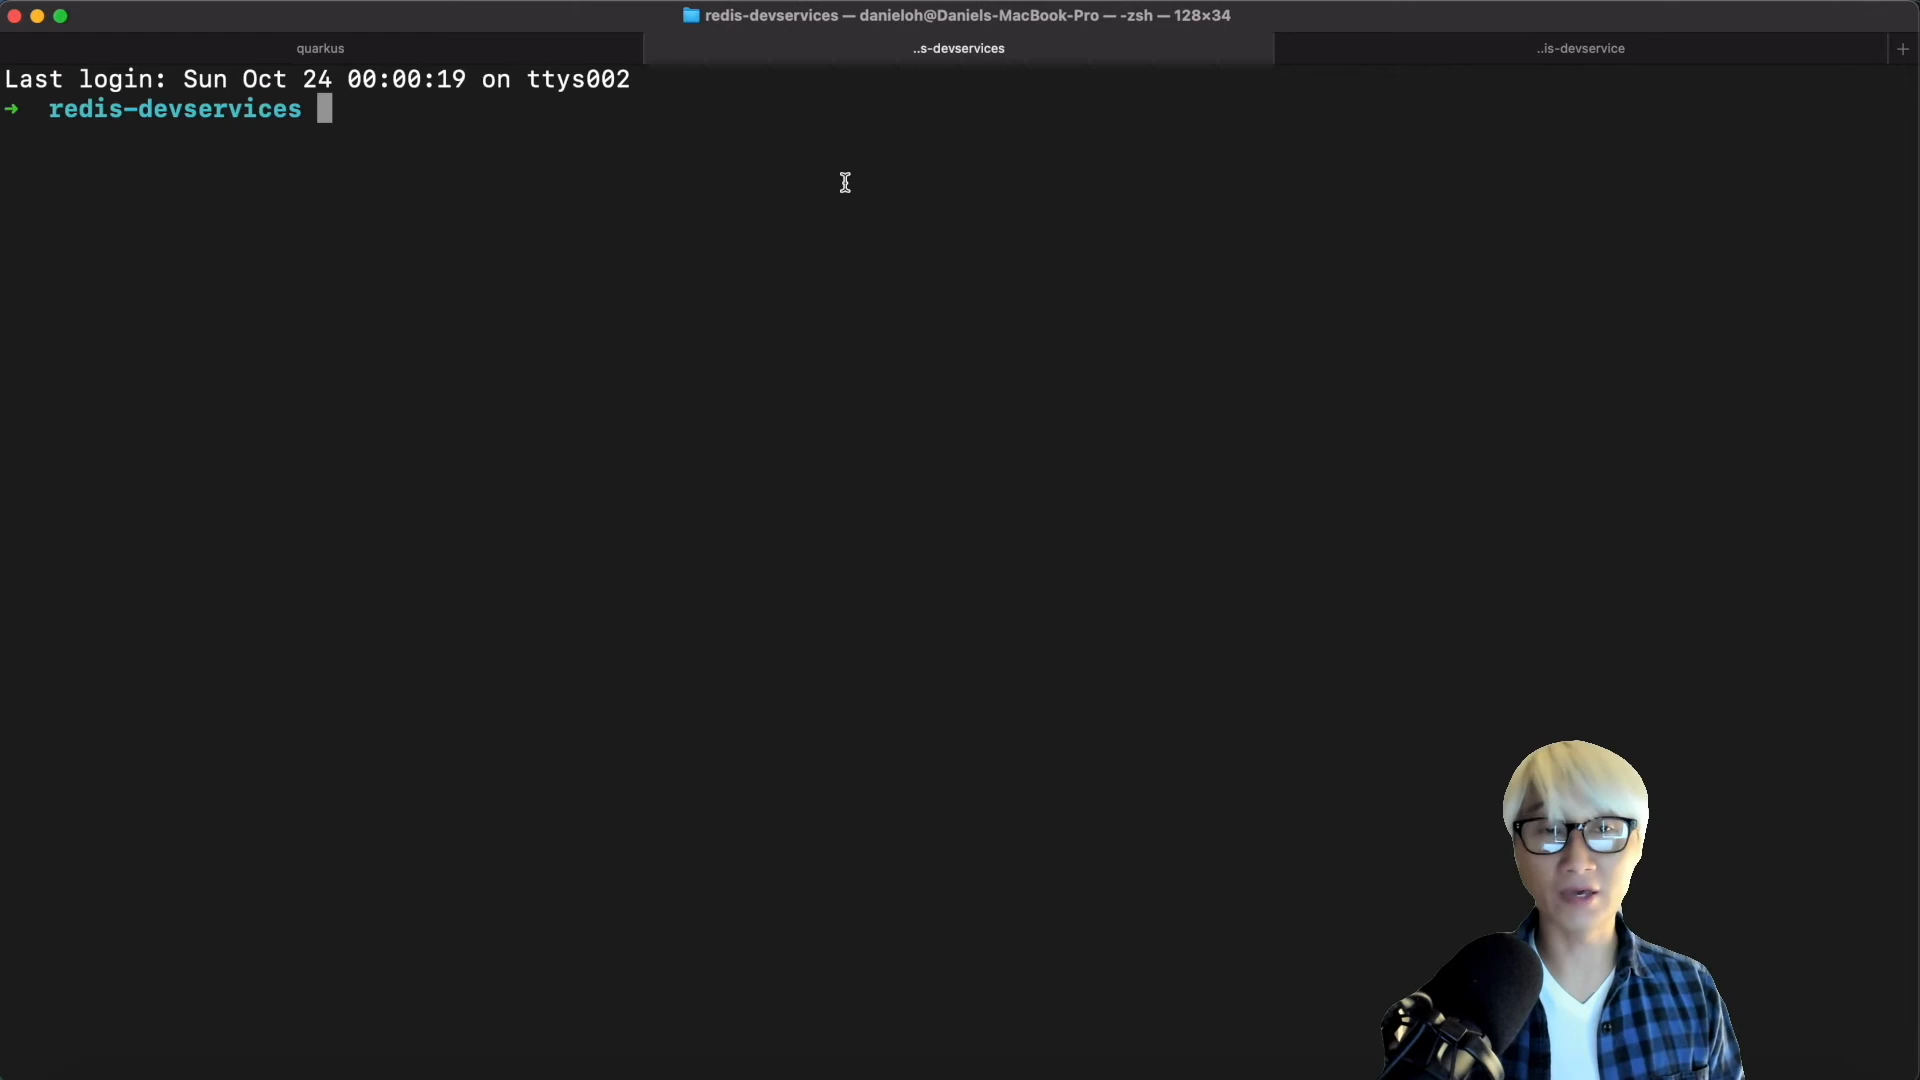 redis-devservices — danieloh@Daniels-MacBook-Pro — -zsh — 128×34
quarkus
..s-devservices
..is-devservice
+
Last login: Sun Oct 24 00:00:19 on ttys002
➜ redis-devservices